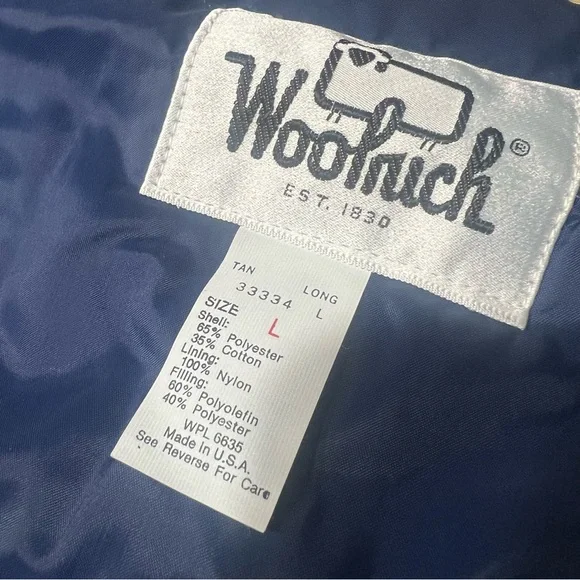 Woolrich®
EST. 1830
TAN LONG
33334 L
SIZE L
Shell:
65% Polyester
35% Cotton
Lining:
100% Nylon
Filling:
60% Polyolefin
40% Polyester
WPL 6635
Made in U.S.A.
See Reverse For Care